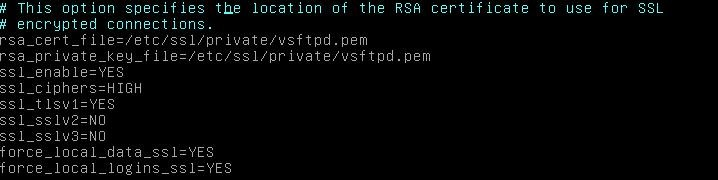 # This option specifies the location of the RSA certificate to use for SSL
# encrypted connections.
rsa_cert_file=/etc/ssl/private/vsftpd.pem
rsa_private_key_file=/etc/ssl/private/vsftpd.pem
ssl_enable=YES
ssl_ciphers=HIGH
ssl_tlsv1=YES
ssl_sslv2=NO
ssl_sslv3=NO
force_local_data_ssl=YES
force_local_logins_ssl=YES